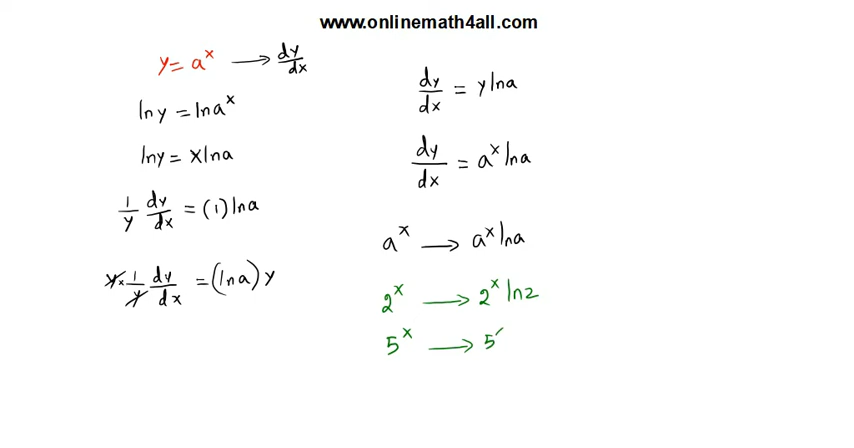 www.onlinemath4all.com
y = a^x → dy/dx
ln y = ln a^x
ln y = x ln a
1/y dy/dx = (1) ln a
y × 1/y dy/dx = (ln a) y
dy/dx = y ln a
dy/dx = a^x ln a
a^x → a^x ln a
2^x → 2^x ln 2
5^x → 5